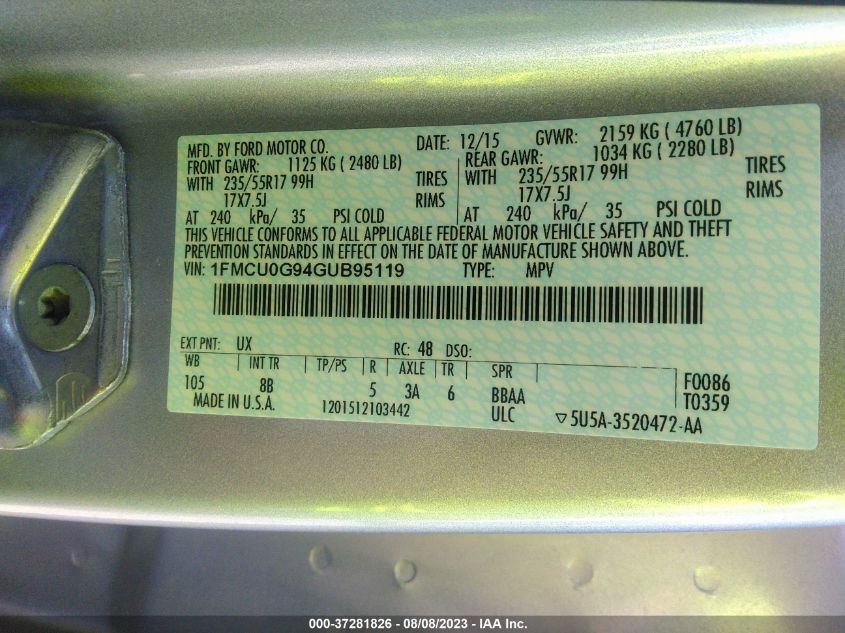 MFD. BY FORD MOTOR CO. DATE: 12/15 GVWR: 2159 KG ( 4760 LB)
FRONT GAWR: 1125 KG ( 2480 LB) REAR GAWR: 1034 KG ( 2280 LB)
WITH 235/55R17 99H TIRES WITH 235/55R17 99H TIRES
17X7.5J RIMS 17X7.5J RIMS
AT 240 kPa/ 35 PSI COLD AT 240 kPa/ 35 PSI COLD
THIS VEHICLE CONFORMS TO ALL APPLICABLE FEDERAL MOTOR VEHICLE SAFETY AND THEFT
PREVENTION STANDARDS IN EFFECT ON THE DATE OF MANUFACTURE SHOWN ABOVE.
VIN: 1FMCU0G94GUB95119 TYPE: MPV
EXT PNT: UX RC: 48 DSO:
WB INT TR TP/PS R AXLE TR SPR
105 8B 5 3A 6 BBAA F0086
MADE IN U.S.A. 1201512103442 ULC T0359
▽5U5A-3520472-AA
000-37281826 - 08/08/2023 - IAA Inc.